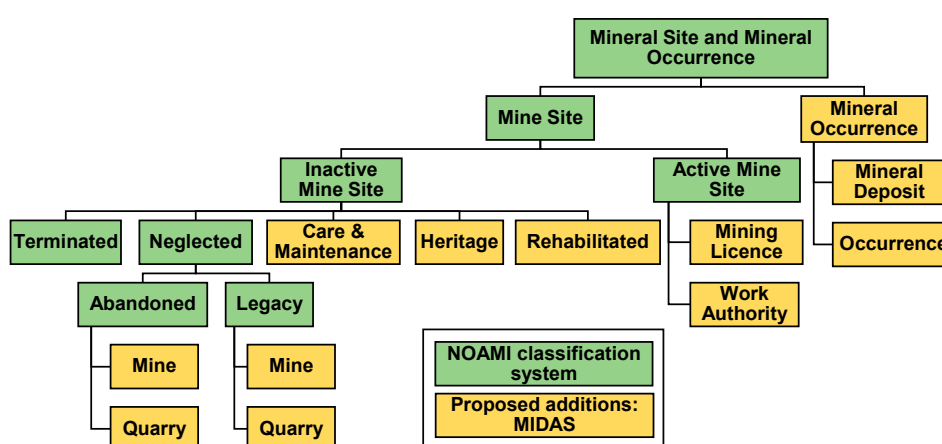 Mineral Site and Mineral
Occurrence
Mine Site
Mineral
Occurrence
Inactive
Mine Site
Active Mine
Site
Mineral
Deposit
Terminated
Neglected
Care &
Maintenance
Heritage
Rehabilitated
Mining
Licence
Occurrence
Abandoned
Legacy
Work
Authority
Mine
Mine
Quarry
Quarry
NOAMI classification
system
Proposed additions:
MIDAS